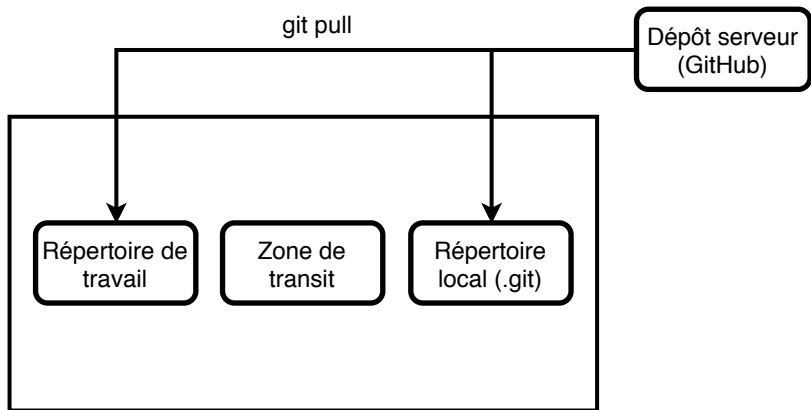 git pull
Dépôt serveur
(GitHub)
Répertoire de
travail
Zone de
transit
Répertoire
local (.git)